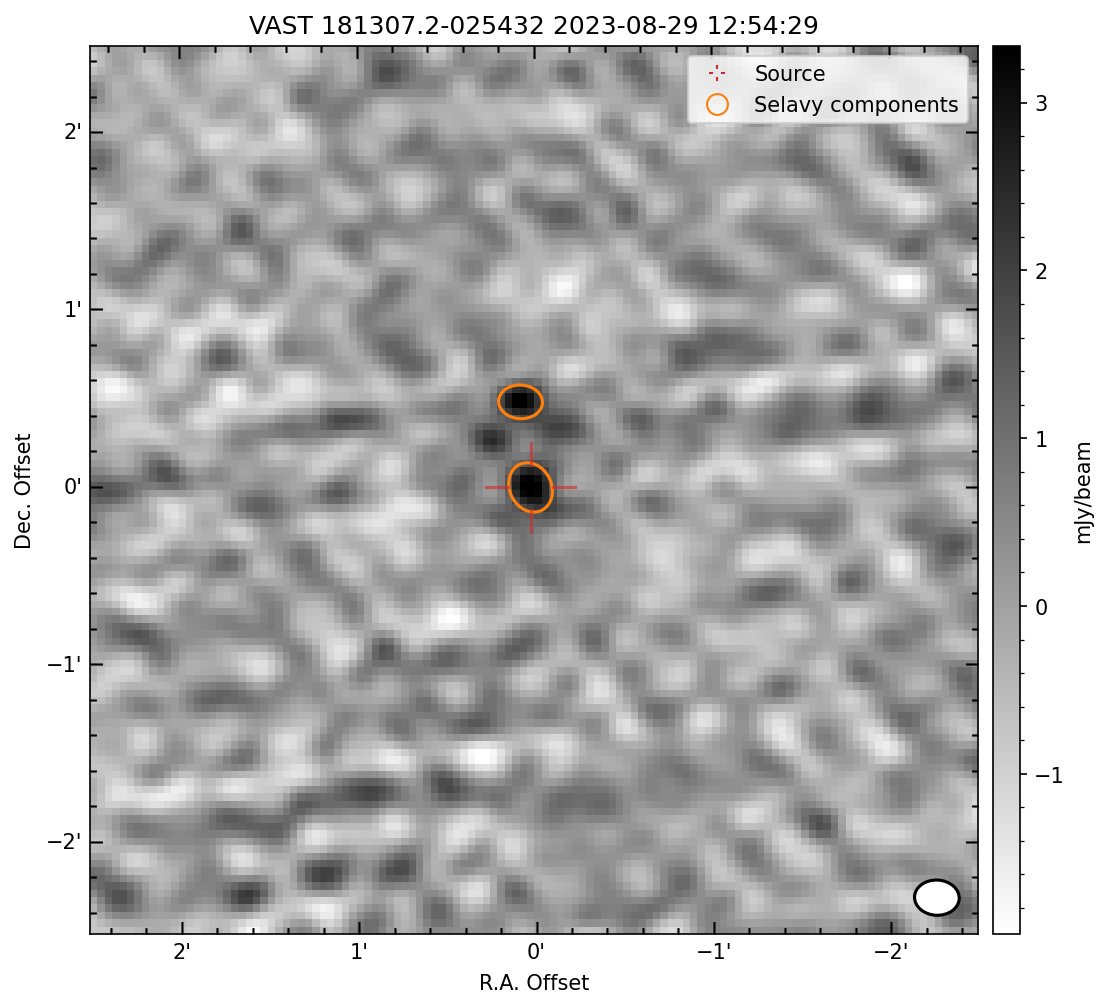 VAST 181307.2-025432 2023-08-29 12:54:29
Source
Selavy components
2'
1'
0'
−1'
−2'
Dec. Offset
2'
1'
0'
−1'
−2'
R.A. Offset
3
2
1
0
−1
mJy/beam